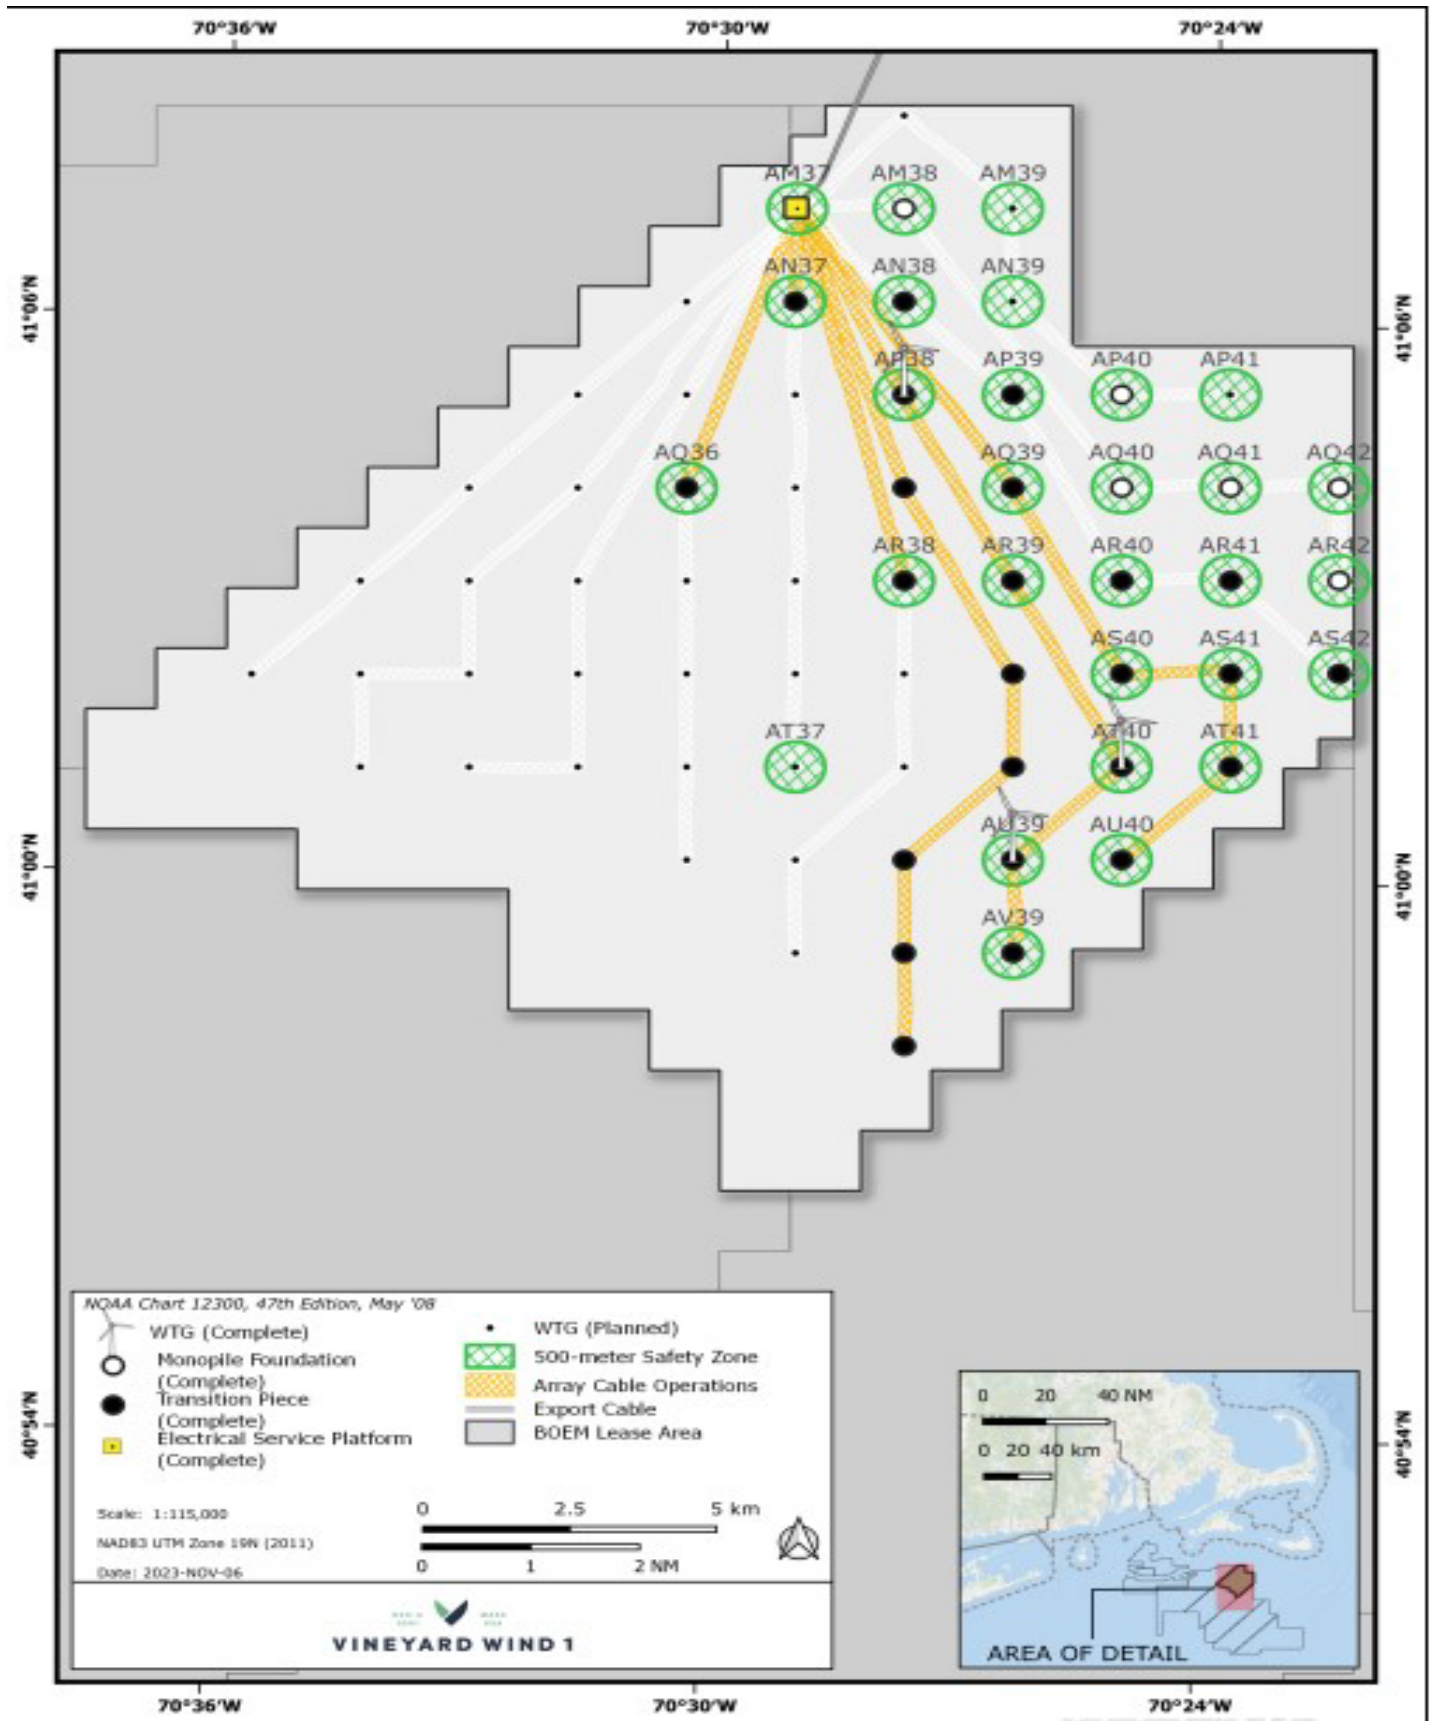 70°36'W 70°30'W 70°24'W
AM37 AM38 AM39
AN37 AN38 AN39
41°06'N 41°06'N
AP38 AP39 AP40 AP41
AQ36 AQ39 AQ40 AQ41 AQ42
AR38 AR39 AR40 AR41 AR42
AS40 AS41 AS42
AT37 AT40 AT41
AU39 AU40
41°00'N 41°00'N
AV39
NOAA Chart 12300, 47th Edition, May '08
WTG (Complete)
Monopile Foundation
(Complete)
Transition Piece
(Complete)
Electrical Service Platform
(Complete)
WTG (Planned)
500-meter Safety Zone
Array Cable Operations
Export Cable
BOEM Lease Area
Scale: 1:115,000
NAD83 UTM Zone 19N (2011)
Date: 2023-NOV-06
0 2.5 5 km
0 1 2 NM
VINEYARD WIND 1
0 20 40 NM
0 20 40 km
AREA OF DETAIL
40°54'N 40°54'N
70°36'W 70°30'W 70°24'W